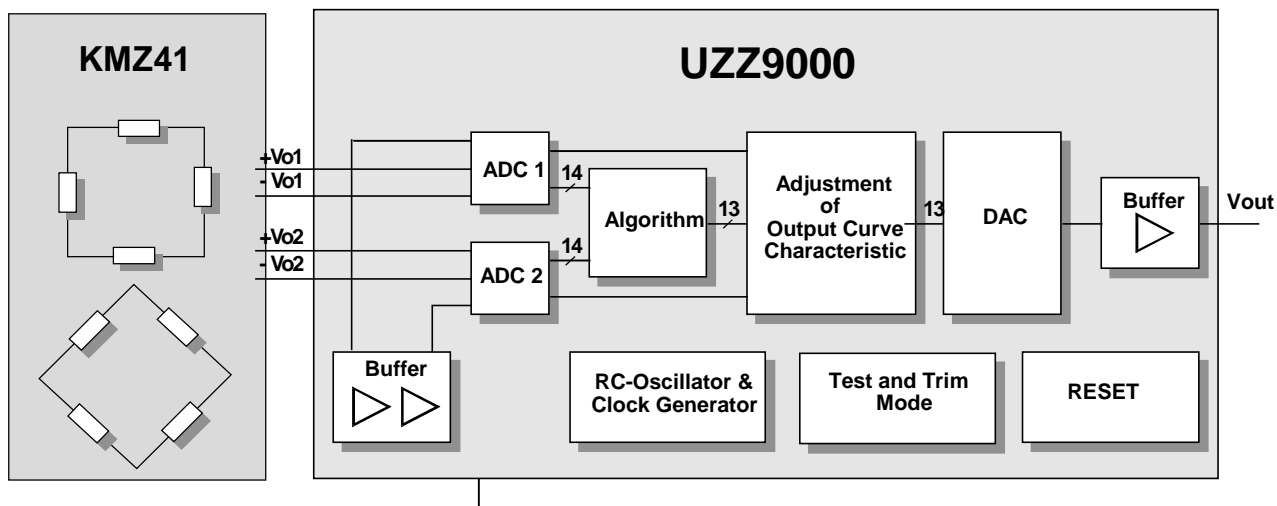 KMZ41
UZZ9000
+Vo1
- Vo1
+Vo2
- Vo2
ADC 1
14
ADC 2
14
Algorithm
13
Adjustment
of
Output Curve
Characteristic
13
DAC
Buffer
Vout
Buffer
RC-Oscillator &
Clock Generator
Test and Trim
Mode
RESET